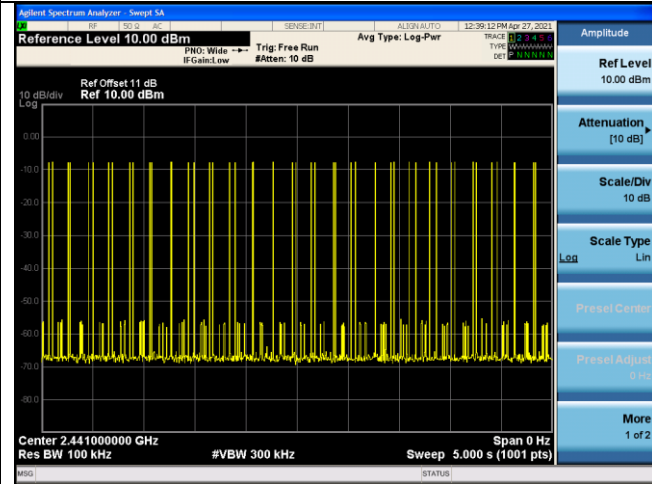 Agilent Spectrum Analyzer - Swept SA
RF 50 Ω AC SENSE:INT ALIGN AUTO 12:39:12 PM Apr 27, 2021
Reference Level 10.00 dBm
PNO: Wide
IFGain:Low
Trig: Free Run
#Atten: 10 dB
Avg Type: Log-Pwr
TRACE 1 2 3 4 5 6
TYPE
DET P N N N N N
Ref Offset 11 dB
10 dB/div Ref 10.00 dBm
Log
0.00
-10.0
-20.0
-30.0
-40.0
-50.0
-60.0
-70.0
-80.0
Center 2.441000000 GHz Span 0 Hz
Res BW 100 kHz #VBW 300 kHz Sweep 5.000 s (1001 pts)
MSG STATUS
Amplitude
Ref Level
10.00 dBm
Attenuation
[10 dB]
Scale/Div
10 dB
Scale Type
Log Lin
Presel Center
Presel Adjust
0 Hz
More
1 of 2